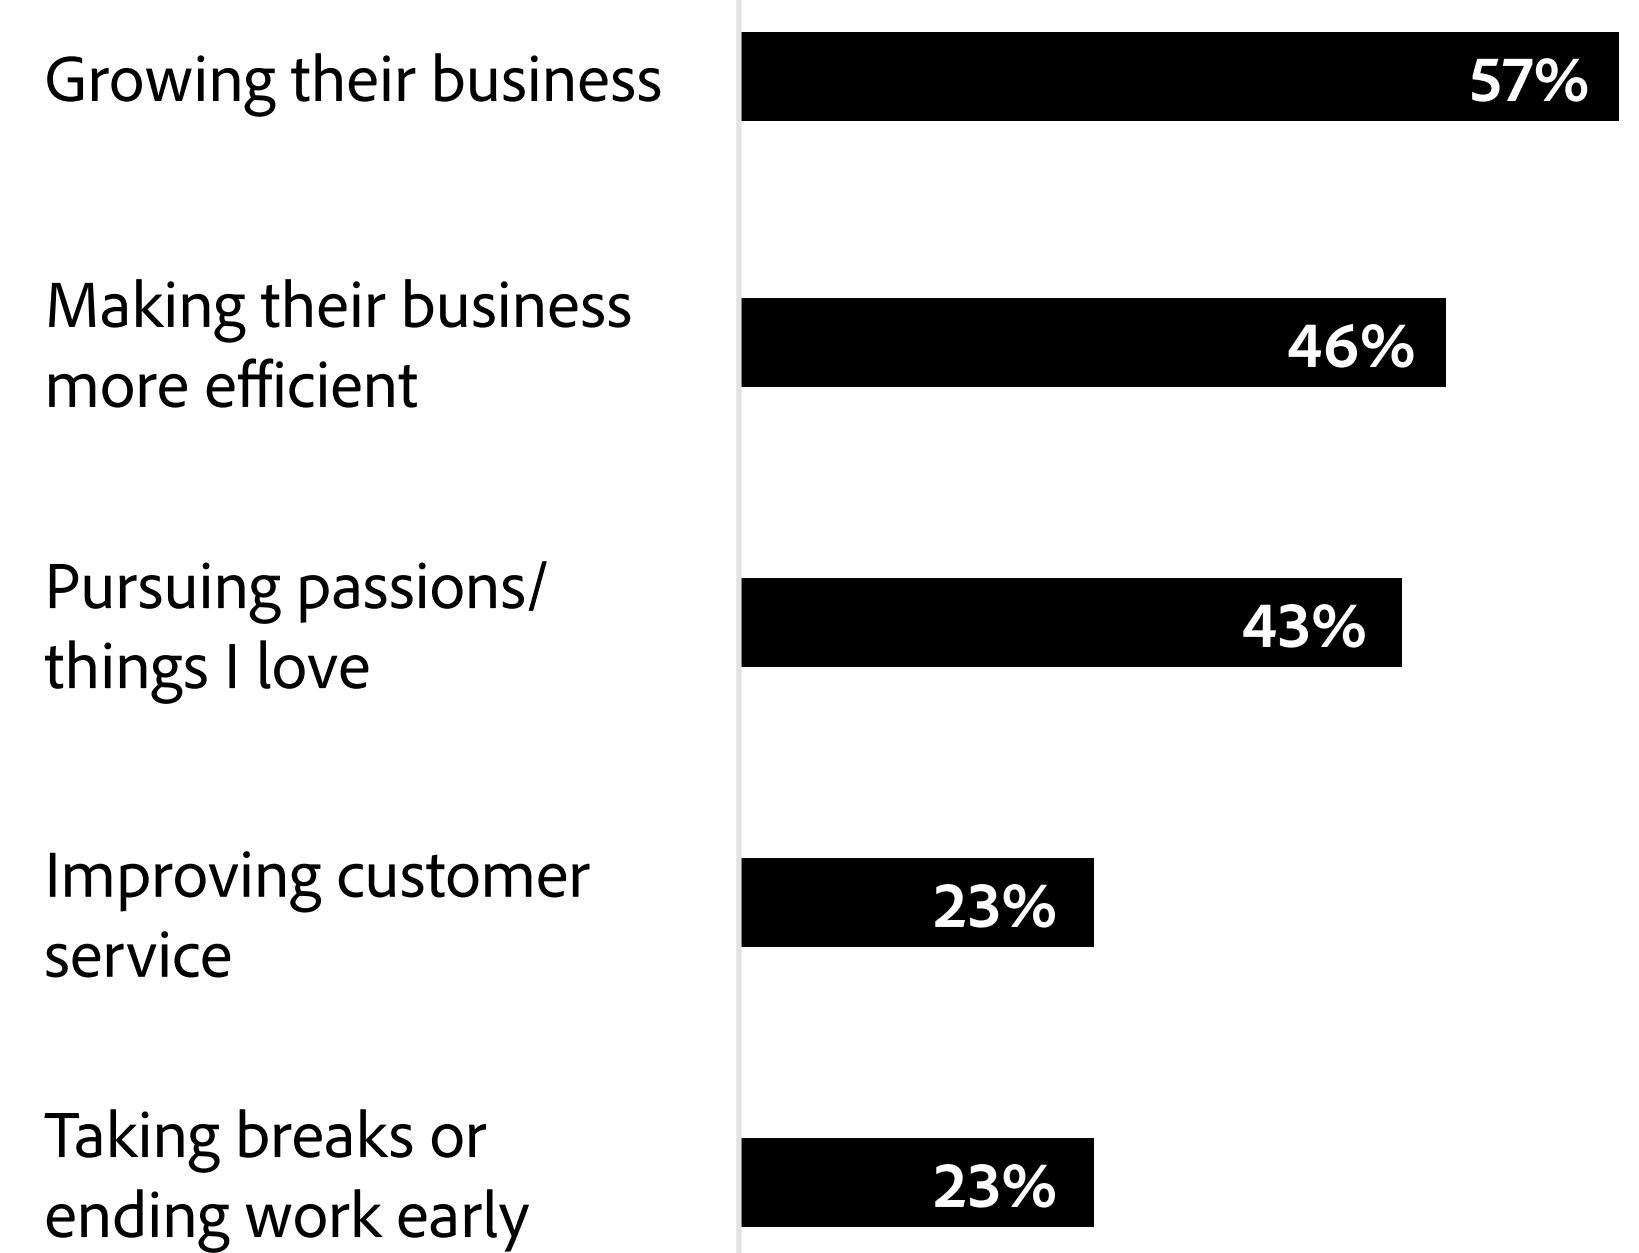 Growing their business
57%
Making their business
more efficient
46%
Pursuing passions/
things I love
43%
Improving customer
service
23%
Taking breaks or
ending work early
23%